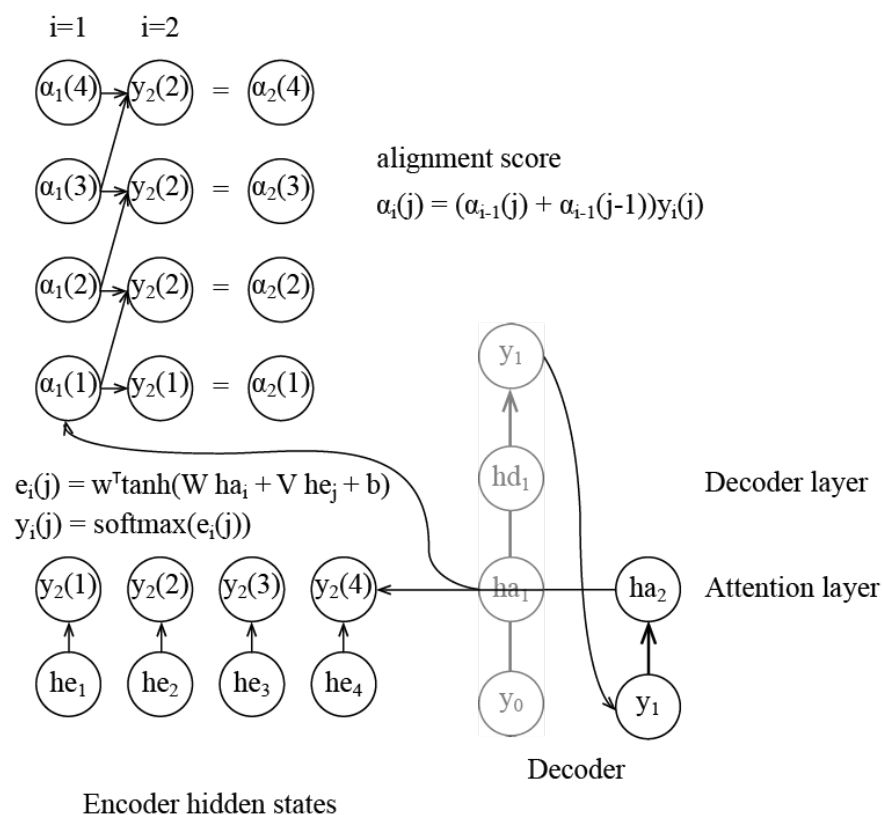 i=1 i=2
α₁(4) y₂(2) = α₂(4)
alignment score
α₁(3) y₂(2) = α₂(3)
αᵢ(j) = (αᵢ₋₁(j) + αᵢ₋₁(j-1))yᵢ(j)
α₁(2) y₂(2) = α₂(2)
y₁
α₁(1) y₂(1) = α₂(1)
eᵢ(j) = wᵀtanh(W haᵢ + V heⱼ + b)
hd₁ Decoder layer
yᵢ(j) = softmax(eᵢ(j))
y₂(1) y₂(2) y₂(3) y₂(4) ha₁ ha₂ Attention layer
he₁ he₂ he₃ he₄ y₀ y₁
Decoder
Encoder hidden states